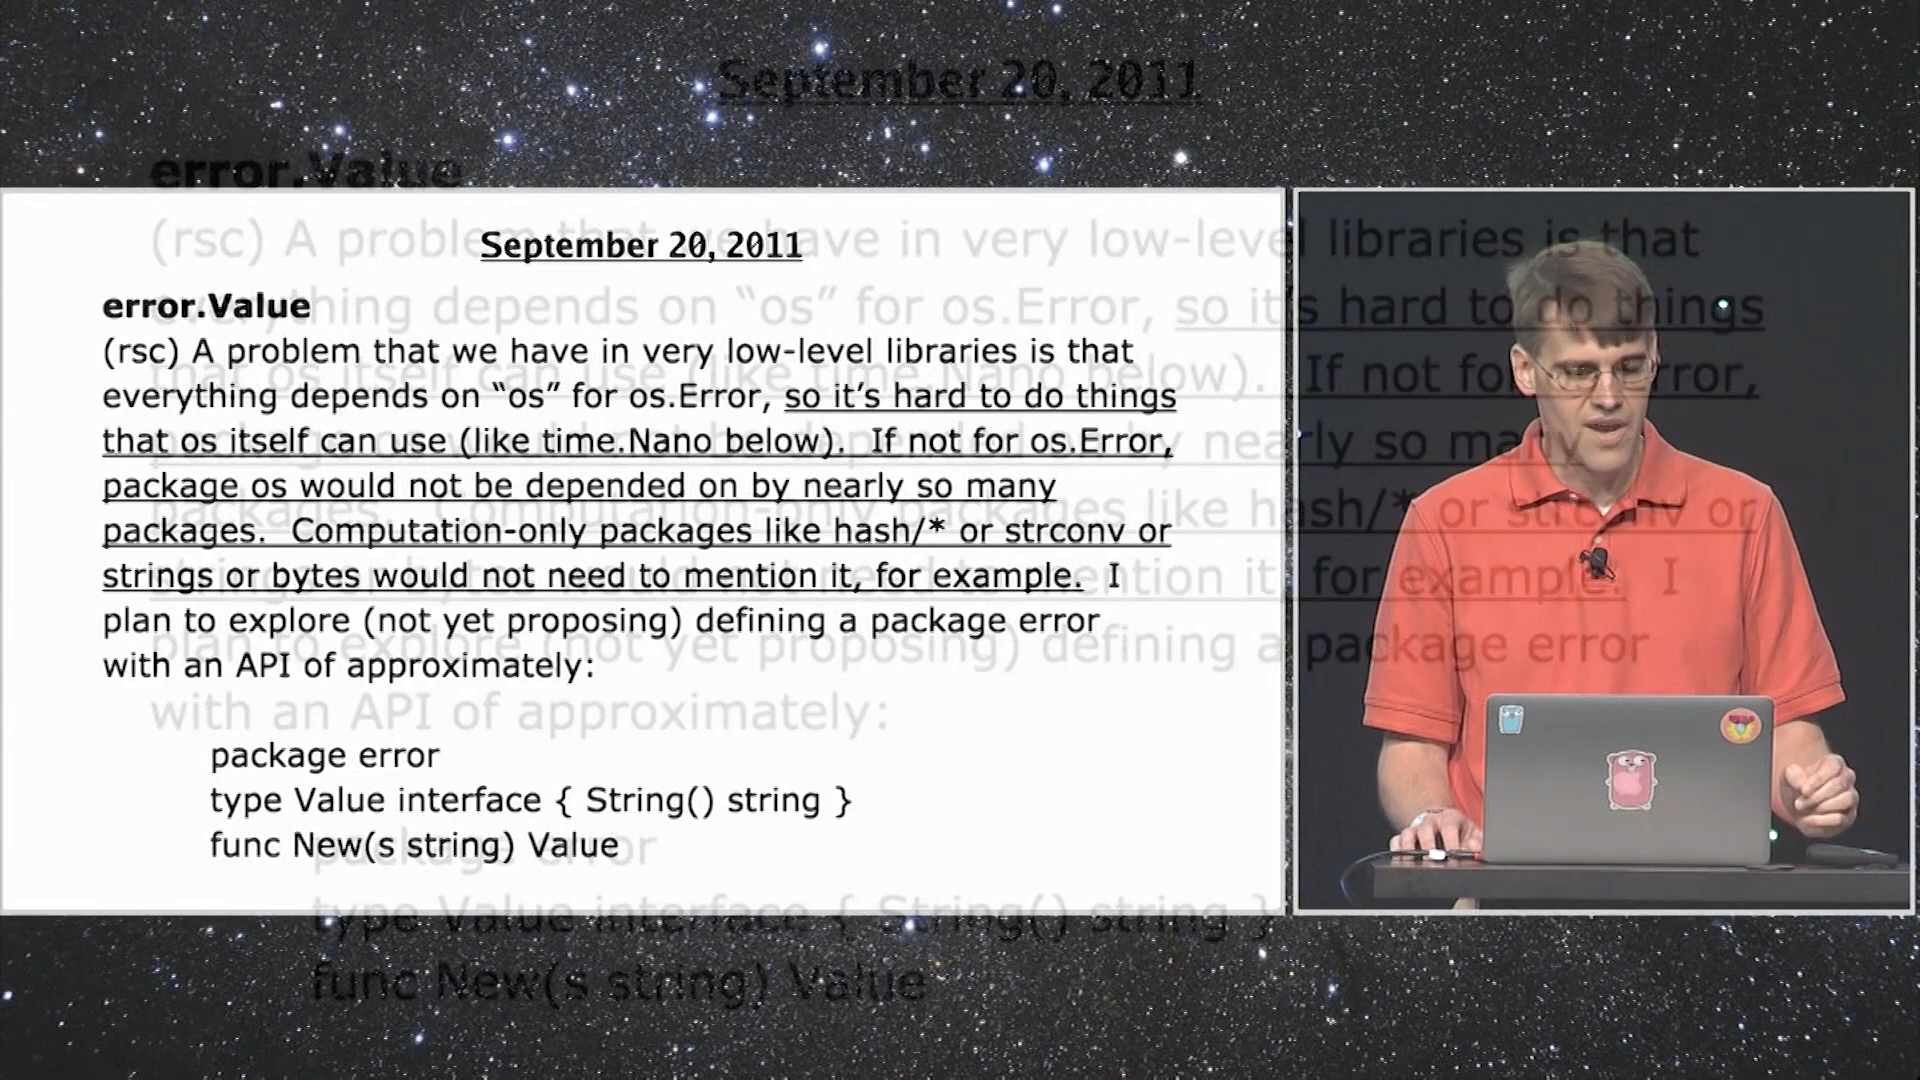 September 20, 2011
error.Value
(rsc) A problem that we have in very low-level libraries is that
everything depends on “os” for os.Error, so it’s hard to do things
that os itself can use (like time.Nano below).  If not for os.Error,
package os would not be depended on by nearly so many
packages.  Computation-only packages like hash/* or strconv or
strings or bytes would not need to mention it, for example.  I
plan to explore (not yet proposing) defining a package error
with an API of approximately:
package error
type Value interface { String() string }
func New(s string) Value